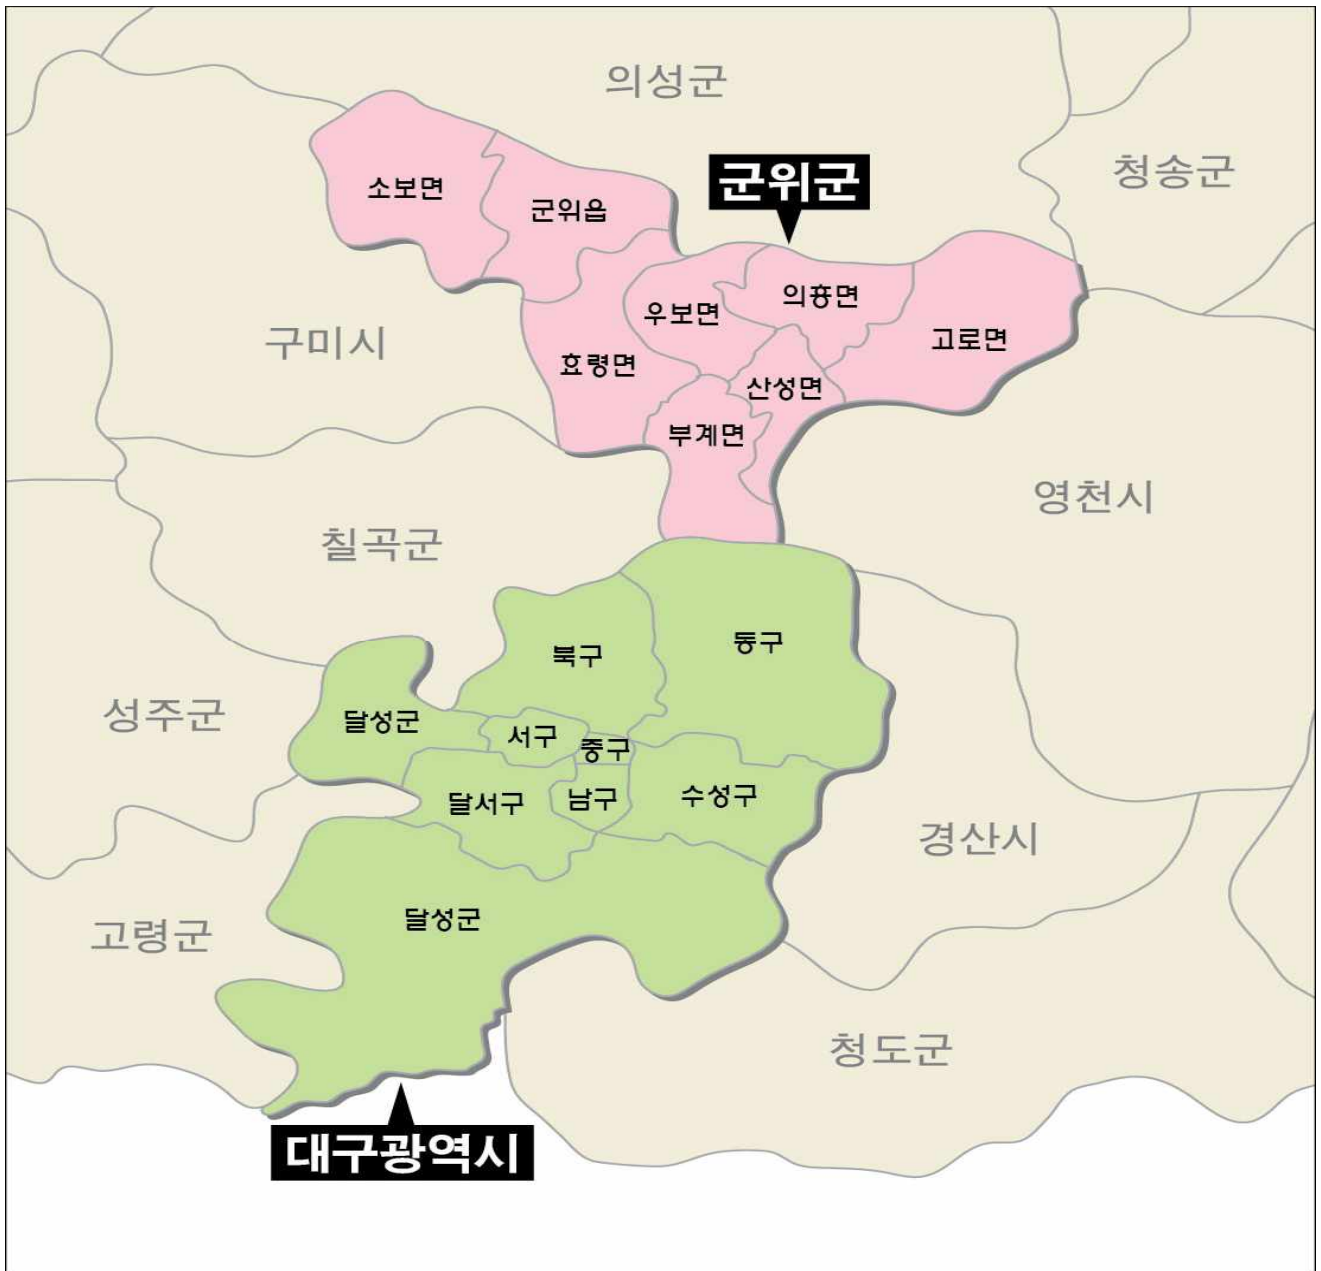 의성군
청송군
군위군
소보면
군위읍
의흥면
우보면
고로면
구미시
효령면
산성면
부계면
영천시
칠곡군
동구
북구
성주군
달성군
서구
중구
달서구
남구
수성구
경산시
달성군
고령군
청도군
대구광역시